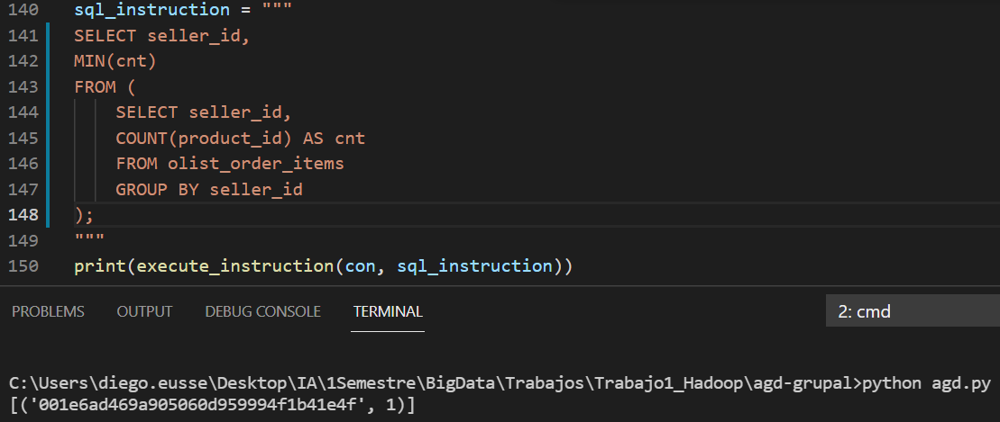 140 sql_instruction = """
141 SELECT seller_id,
142 MIN(cnt)
143 FROM (
144 SELECT seller_id,
145 COUNT(product_id) AS cnt
146 FROM olist_order_items
147 GROUP BY seller_id
148 );
149 """
150 print(execute_instruction(con, sql_instruction))
PROBLEMS OUTPUT DEBUG CONSOLE TERMINAL 2: cmd
C:\Users\diego.eusse\Desktop\IA\1Semestre\BigData\Trabajos\Trabajo1_Hadoop\agd-grupal>python agd.py
[('001e6ad469a905060d959994f1b41e4f', 1)]